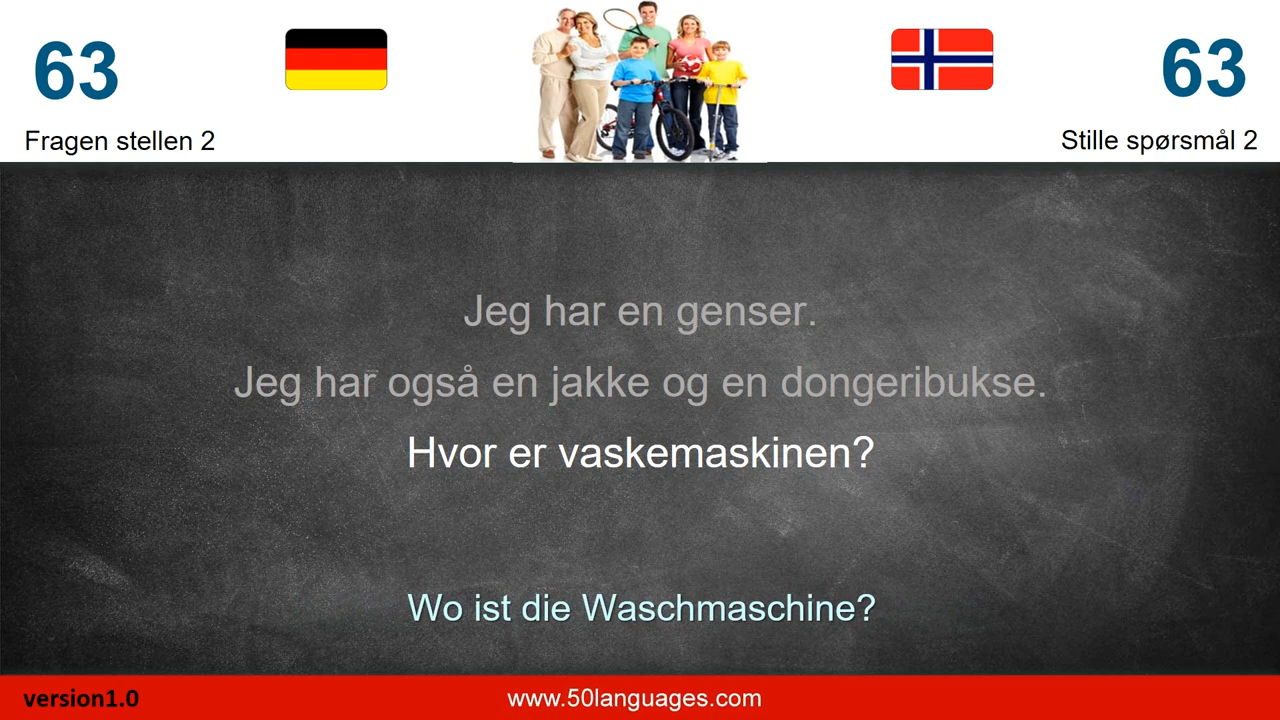 63
63
Fragen stellen 2
Stille spørsmål 2
Jeg har en genser.
Jeg har også en jakke og en dongeribukse.
Hvor er vaskemaskinen?
Wo ist die Waschmaschine?
version1.0
www.50languages.com